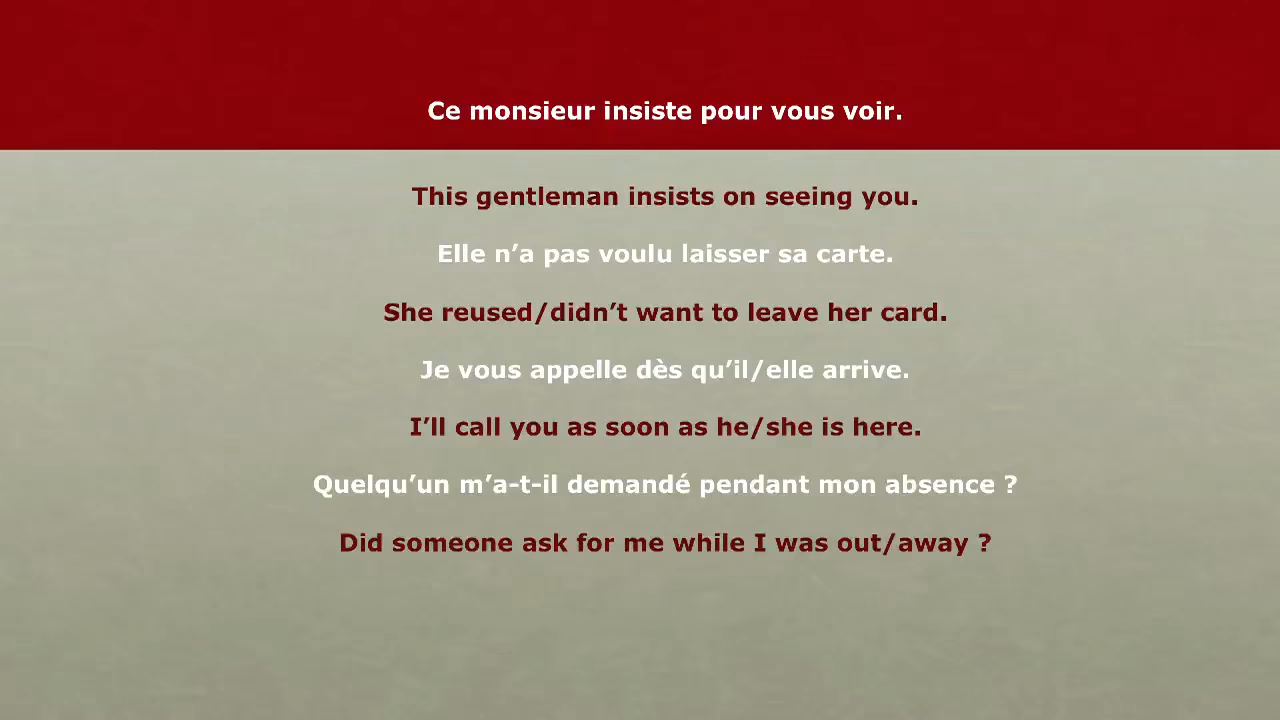 Ce monsieur insiste pour vous voir.
This gentleman insists on seeing you.
Elle n’a pas voulu laisser sa carte.
She reused/didn’t want to leave her card.
Je vous appelle dès qu’il/elle arrive.
I’ll call you as soon as he/she is here.
Quelqu’un m’a-t-il demandé pendant mon absence ?
Did someone ask for me while I was out/away ?